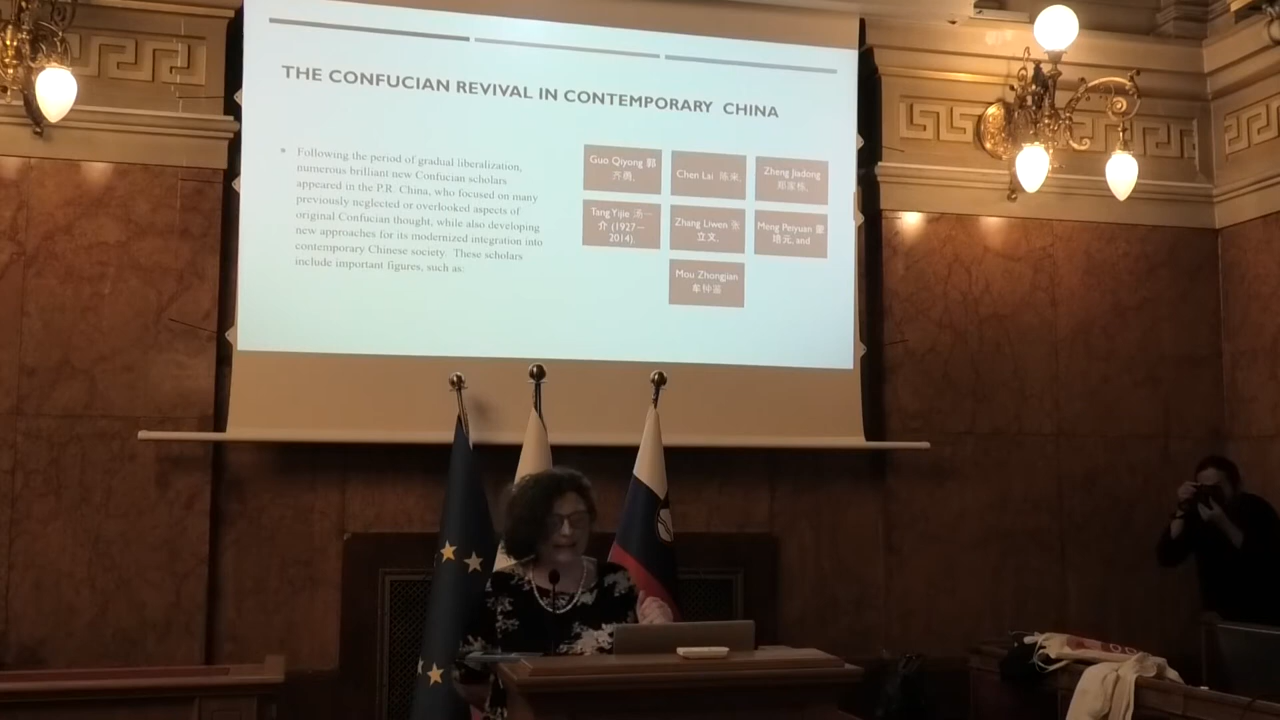 THE CONFUCIAN REVIVAL IN CONTEMPORARY CHINA
Following the period of gradual liberalization,
numerous brilliant new Confucian scholars
appeared in the P.R. China, who focused on many
previously neglected or overlooked aspects of
original Confucian thought, while also developing
new approaches for its modernized integration into
contemporary Chinese society. These scholars
include important figures, such as:
Guo Qiyong 郭
齐勇,
Chen Lai 陈来,
Zheng Jiadong
郑家栋,
Tang Yijie 汤一
介 (1927–
2014),
Zhang Liwen 张
立文,
Meng Peiyuan 蒙
培元, and
Mou Zhongjian
牟钟鉴